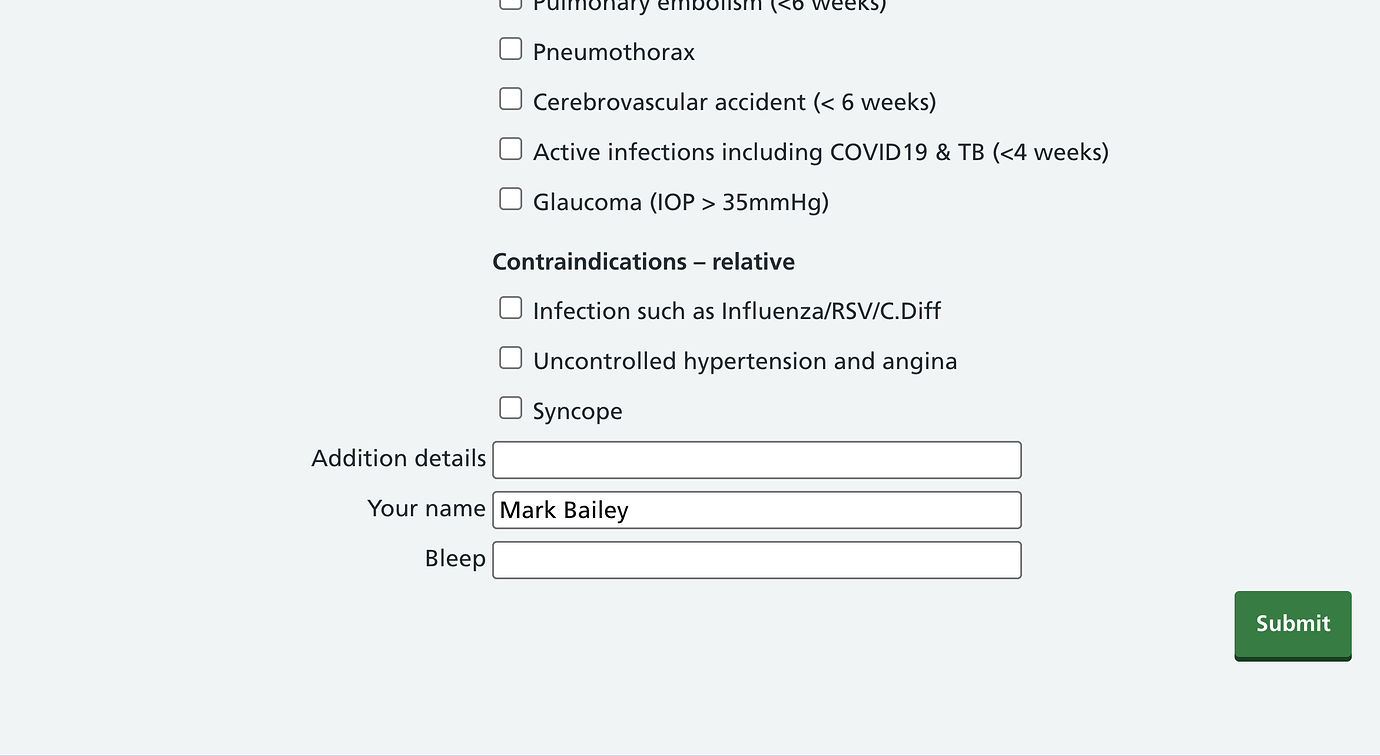 Pulmonary embolism (<6 weeks)
Pneumothorax
Cerebrovascular accident (< 6 weeks)
Active infections including COVID19 & TB (<4 weeks)
Glaucoma (IOP > 35mmHg)
Contraindications – relative
Infection such as Influenza/RSV/C.Diff
Uncontrolled hypertension and angina
Syncope
Addition details
Your name Mark Bailey
Bleep
Submit